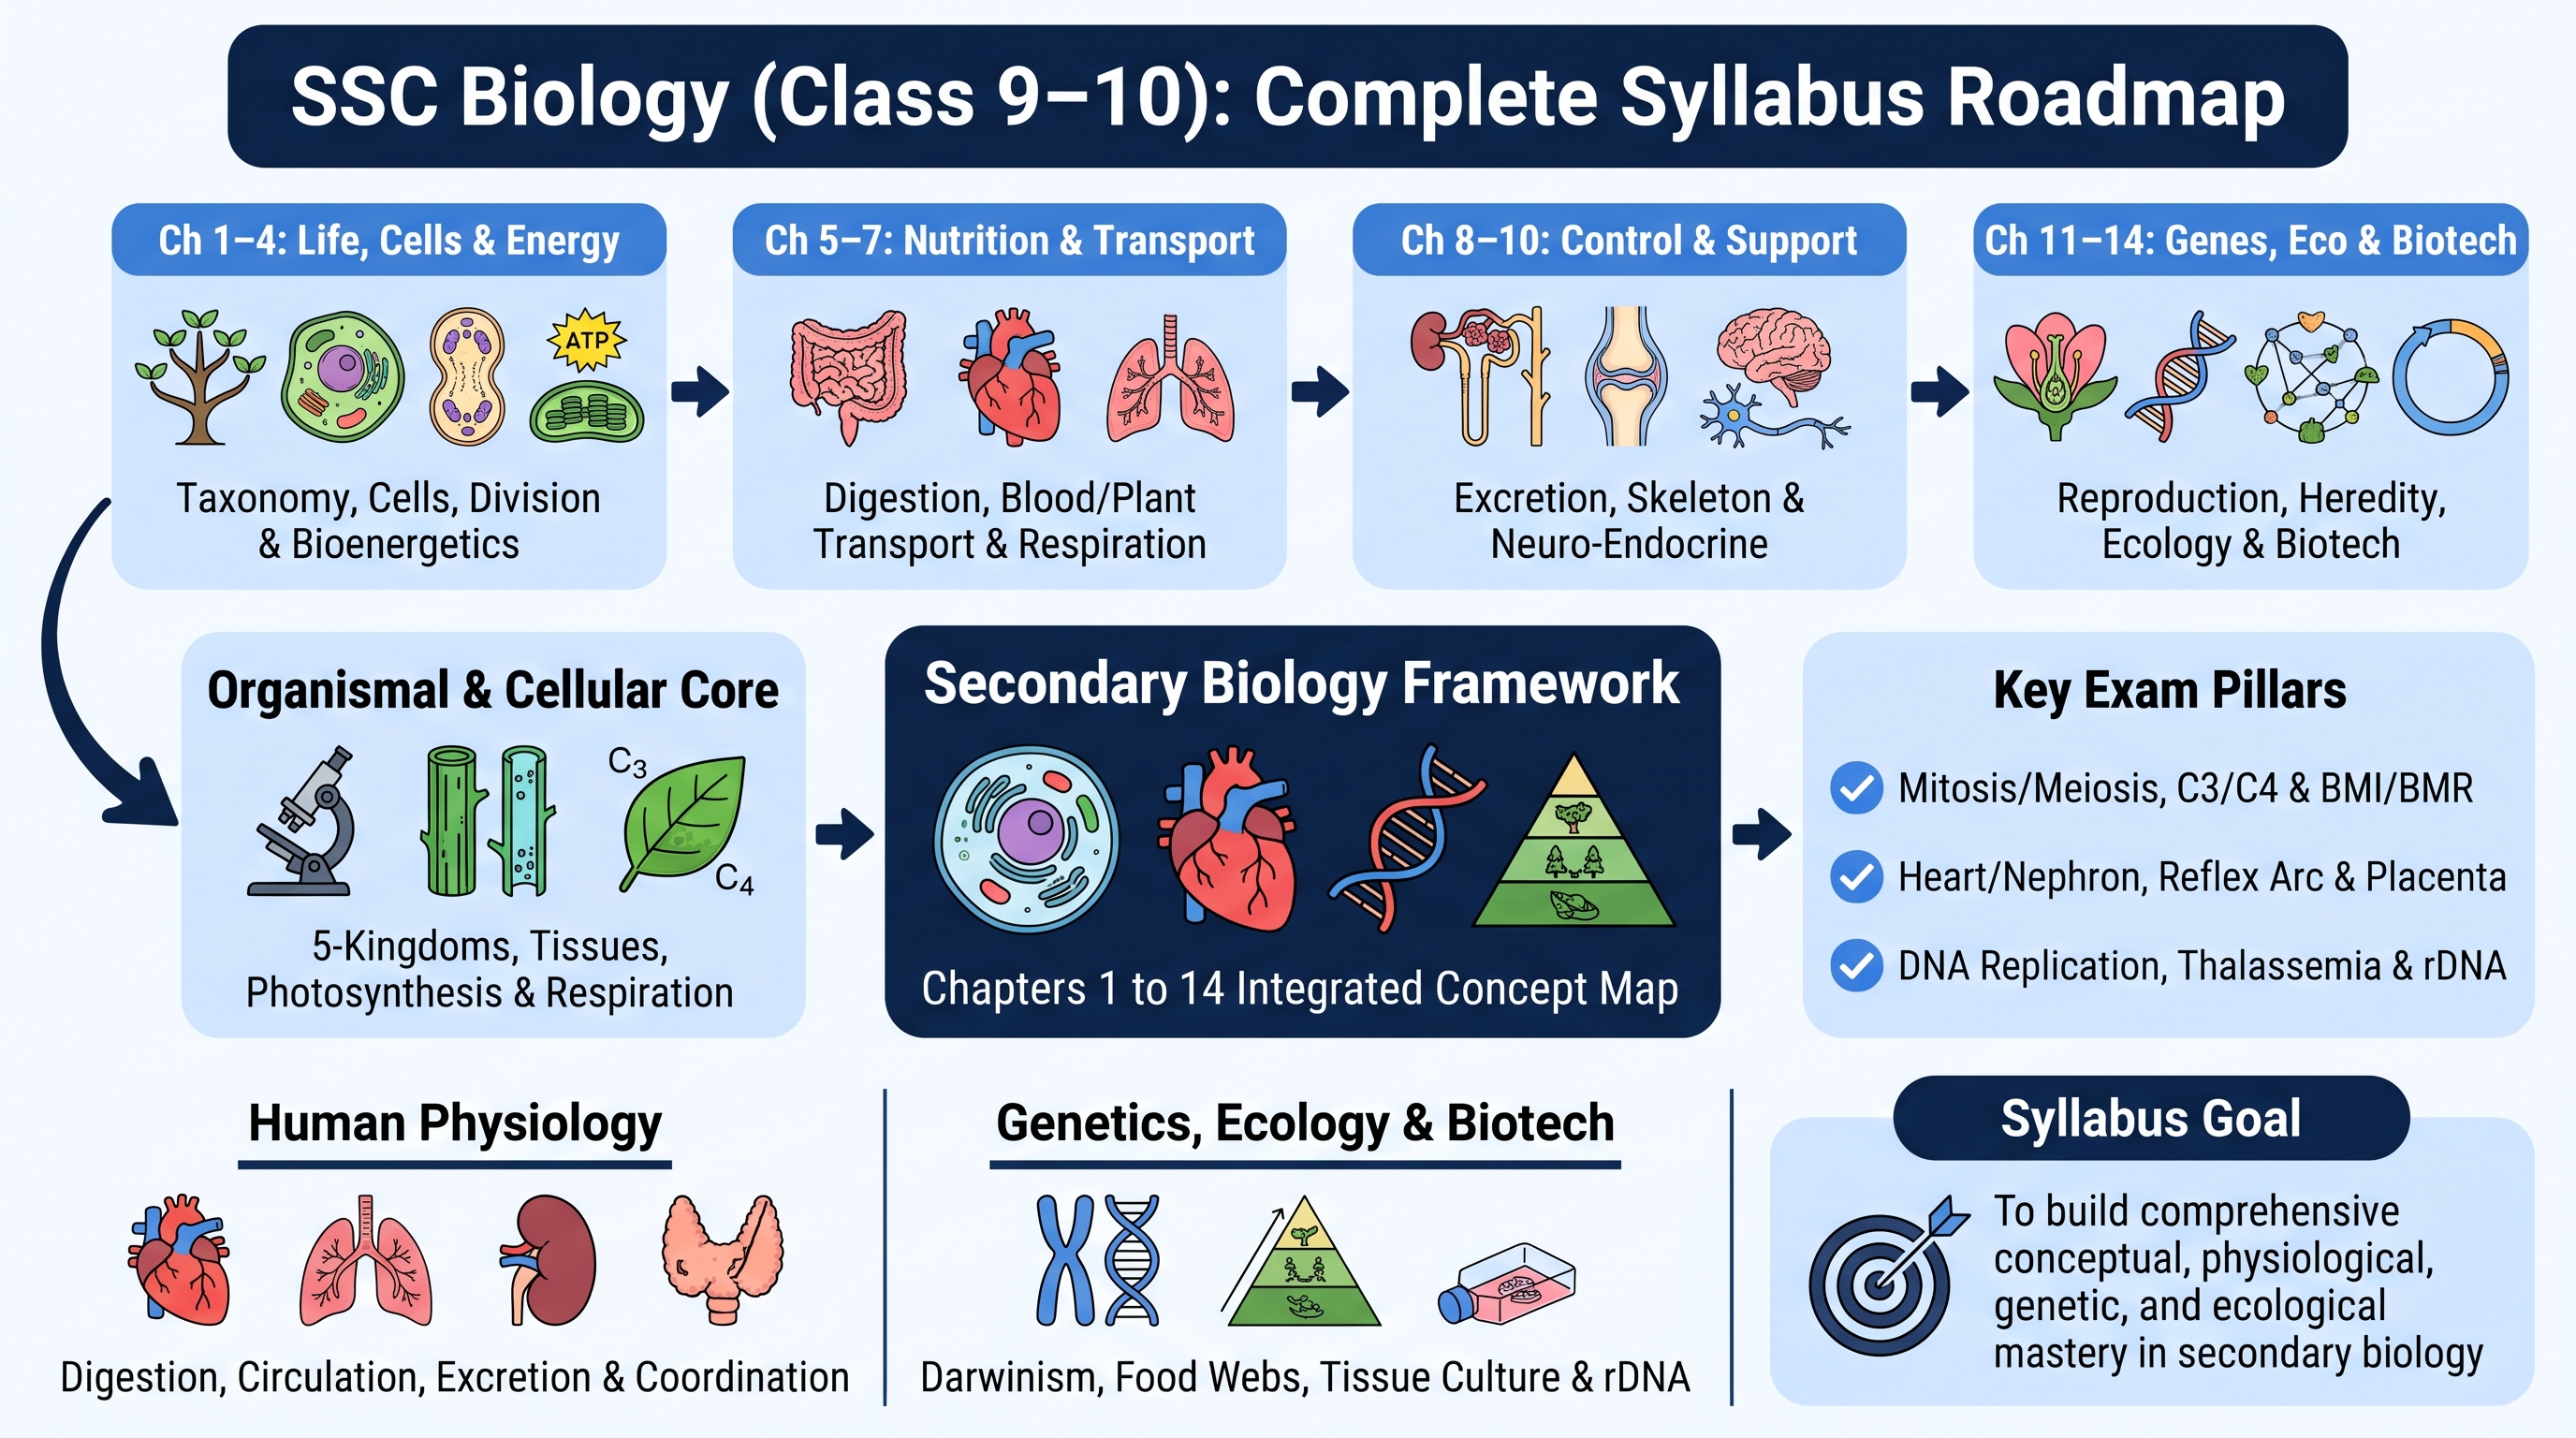 SSC Biology (Class 9–10): Complete Syllabus Roadmap
Ch 1–4: Life, Cells & Energy
ATP
Taxonomy, Cells, Division
& Bioenergetics
Ch 5–7: Nutrition & Transport
Digestion, Blood/Plant
Transport & Respiration
Ch 8–10: Control & Support
Excretion, Skeleton &
Neuro-Endocrine
Ch 11–14: Genes, Eco & Biotech
Reproduction, Heredity,
Ecology & Biotech
Organismal & Cellular Core
C₃
C₄
5-Kingdoms, Tissues,
Photosynthesis & Respiration
Secondary Biology Framework
Chapters 1 to 14 Integrated Concept Map
Key Exam Pillars
Mitosis/Meiosis, C3/C4 & BMI/BMR
Heart/Nephron, Reflex Arc & Placenta
DNA Replication, Thalassemia & rDNA
Human Physiology
Digestion, Circulation, Excretion & Coordination
Genetics, Ecology & Biotech
Darwinism, Food Webs, Tissue Culture & rDNA
Syllabus Goal
To build comprehensive
conceptual, physiological,
genetic, and ecological
mastery in secondary biology